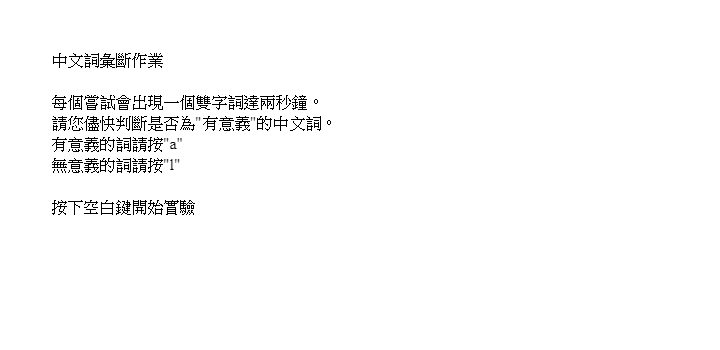 中文詞彙斷作業
每個嘗試會出現一個雙字詞達兩秒鐘。
請您儘快判斷是否為"有意義"的中文詞。
有意義的詞請按"a"
無意義的詞請按"l"
按下空白鍵開始實驗